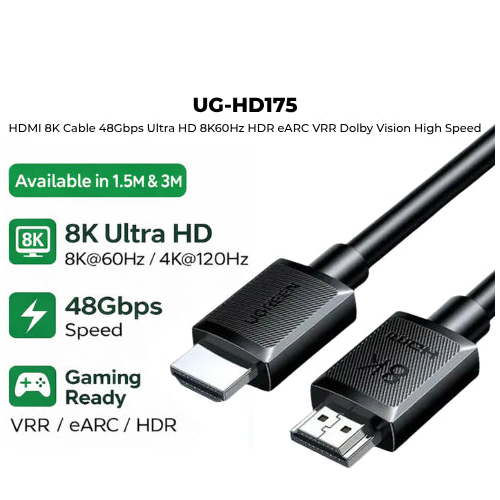 UG-HD175
HDMI 8K Cable 48Gbps Ultra HD 8K60Hz HDR eARC VRR Dolby Vision High Speed
Available in 1.5M & 3M
8K
8K Ultra HD
8K@60Hz / 4K@120Hz
48Gbps
Speed
Gaming
Ready
VRR / eARC / HDR
UGREEN
HDMI
8K